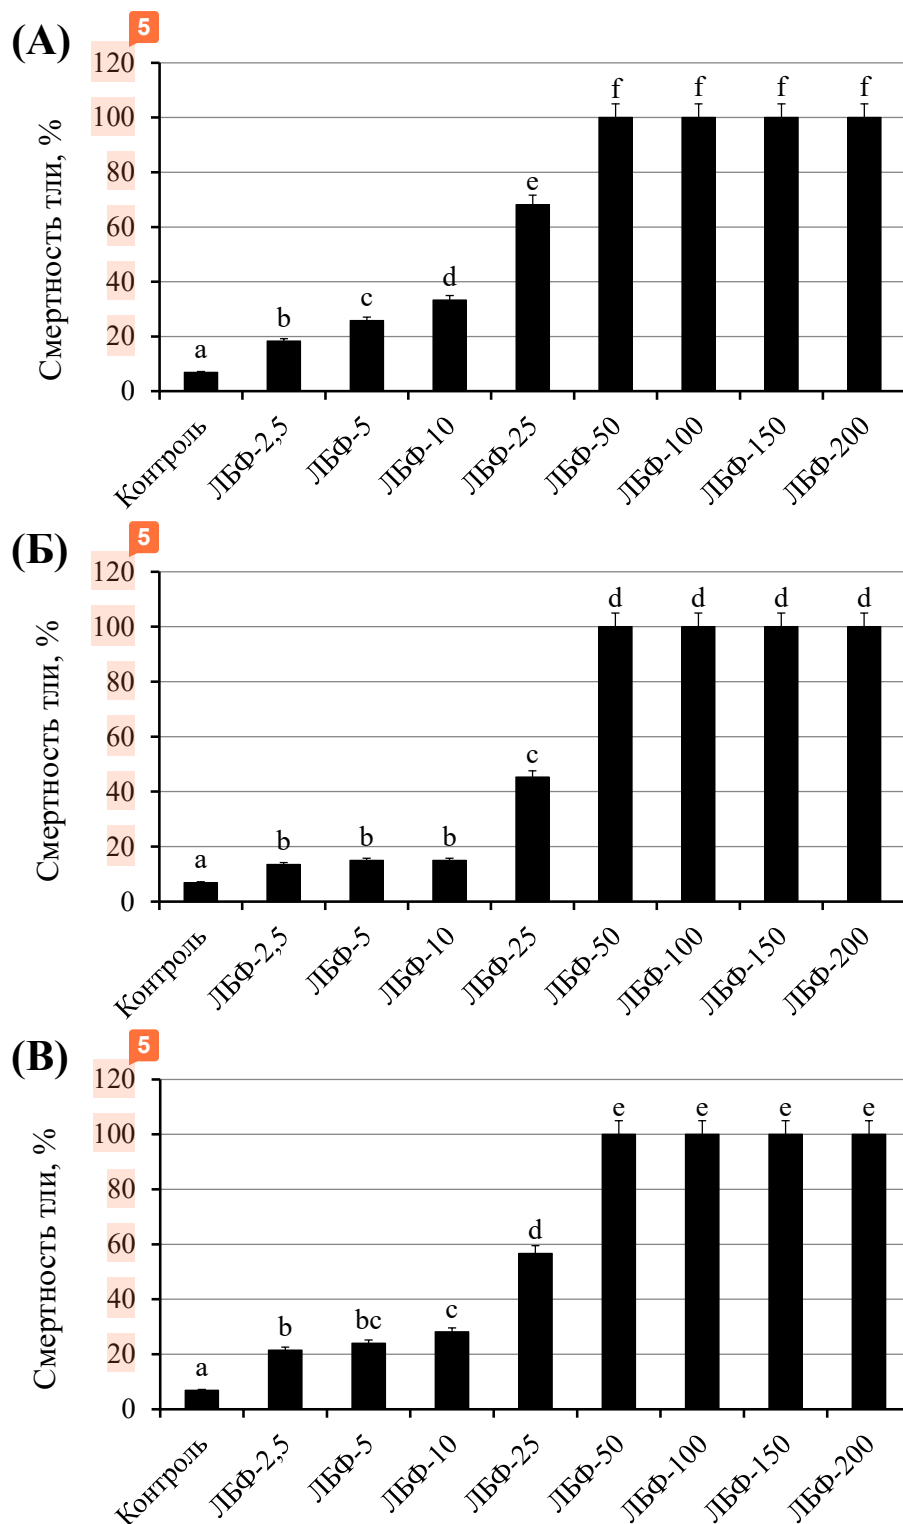 (А)
5
120
100
80
60
40
20
0
Смертность тли, %
a
b
c
d
e
f
f
f
f
Контроль
ЛБФ-2,5
ЛБФ-5
ЛБФ-10
ЛБФ-25
ЛБФ-50
ЛБФ-100
ЛБФ-150
ЛБФ-200
(Б)
5
120
100
80
60
40
20
0
Смертность тли, %
a
b
b
b
c
d
d
d
d
Контроль
ЛБФ-2,5
ЛБФ-5
ЛБФ-10
ЛБФ-25
ЛБФ-50
ЛБФ-100
ЛБФ-150
ЛБФ-200
(В)
5
120
100
80
60
40
20
0
Смертность тли, %
a
b
bc
c
d
e
e
e
e
Контроль
ЛБФ-2,5
ЛБФ-5
ЛБФ-10
ЛБФ-25
ЛБФ-50
ЛБФ-100
ЛБФ-150
ЛБФ-200